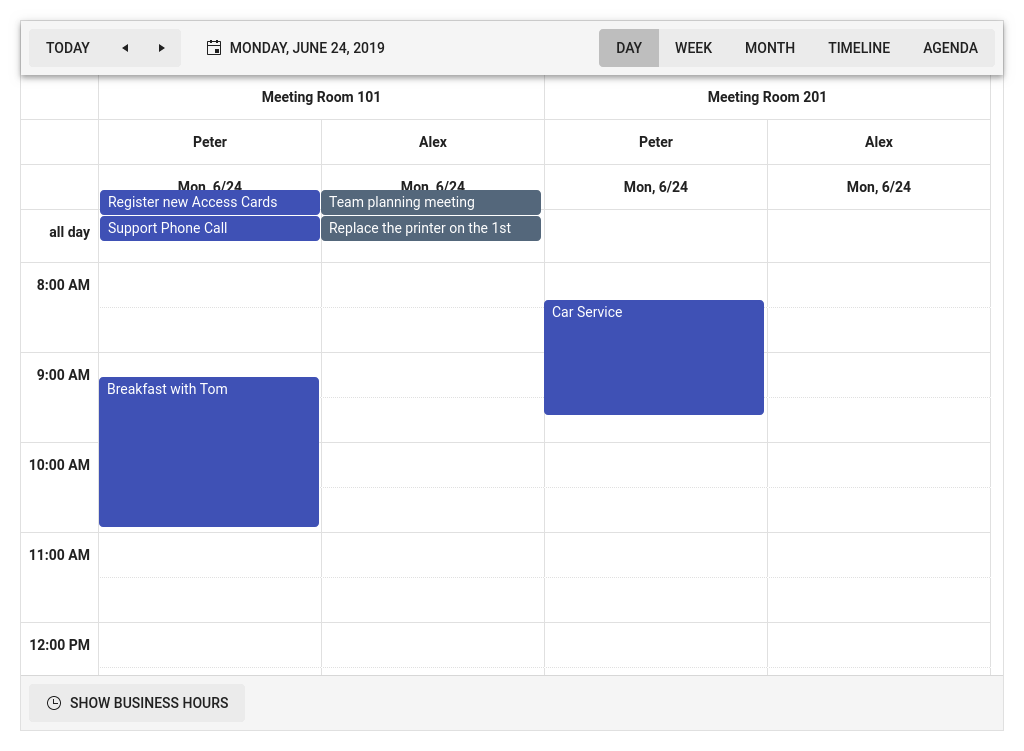 TODAY
MONDAY, JUNE 24, 2019
DAY WEEK MONTH TIMELINE AGENDA
Meeting Room 101 Meeting Room 201
Peter Alex Peter Alex
Mon, 6/24 Mon, 6/24 Mon, 6/24 Mon, 6/24
Register new Access Cards Team planning meeting
Support Phone Call Replace the printer on the 1st
all day
8:00 AM
Car Service
9:00 AM
Breakfast with Tom
10:00 AM
11:00 AM
12:00 PM
SHOW BUSINESS HOURS